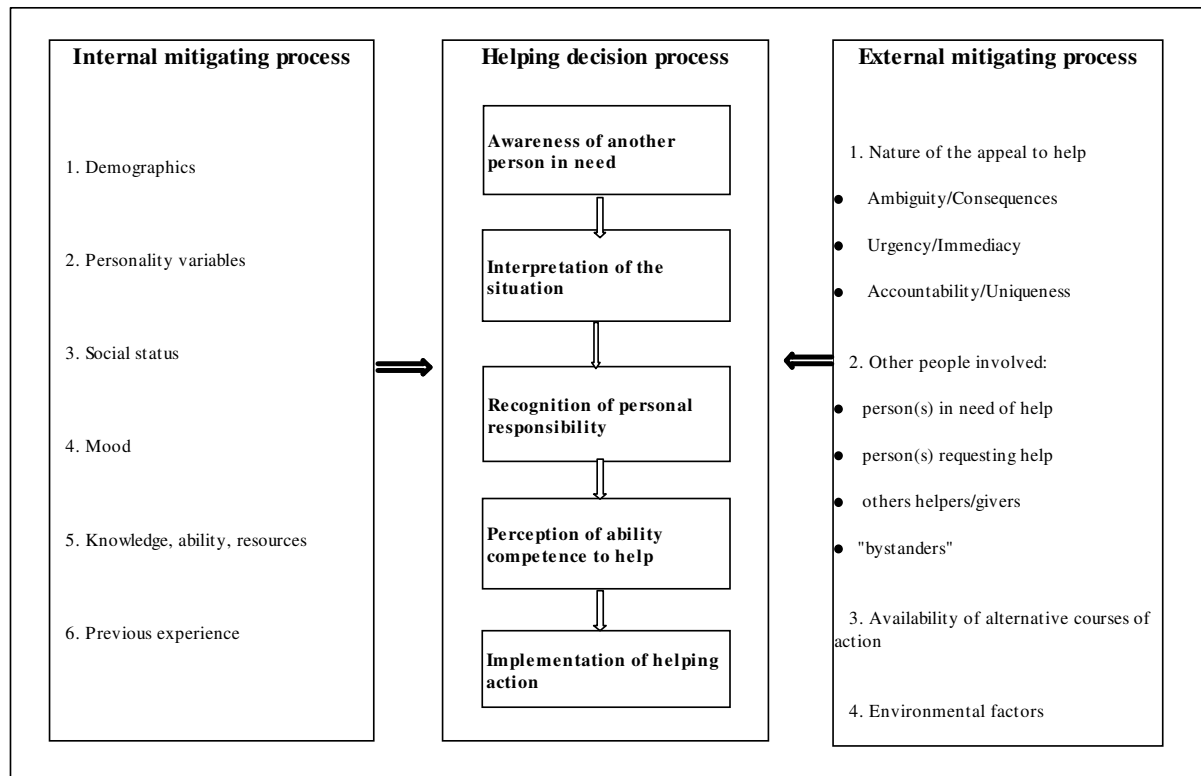 Internal mitigating process
1. Demographics
2. Personality variables
3. Social status
4. Mood
5. Knowledge, ability, resources
6. Previous experience
Helping decision process
Awareness of another
person in need
Interpretation of the
situation
Recognition of personal
responsibility
Perception of ability
competence to help
Implementation of helping
action
External mitigating process
1. Nature of the appeal to help
● Ambiguity/Consequences
● Urgency/Immediacy
● Accountability/Uniqueness
2. Other people involved:
● person(s) in need of help
● person(s) requesting help
● others helpers/givers
● "bystanders"
3. Availability of alternative courses of
action
4. Environmental factors